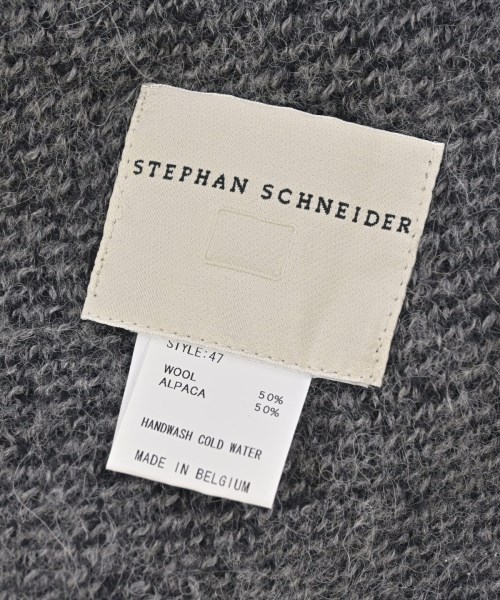 STEPHAN SCHNEIDER
STYLE:47
WOOL 50%
ALPACA 50%
HANDWASH COLD WATER
MADE IN BELGIUM